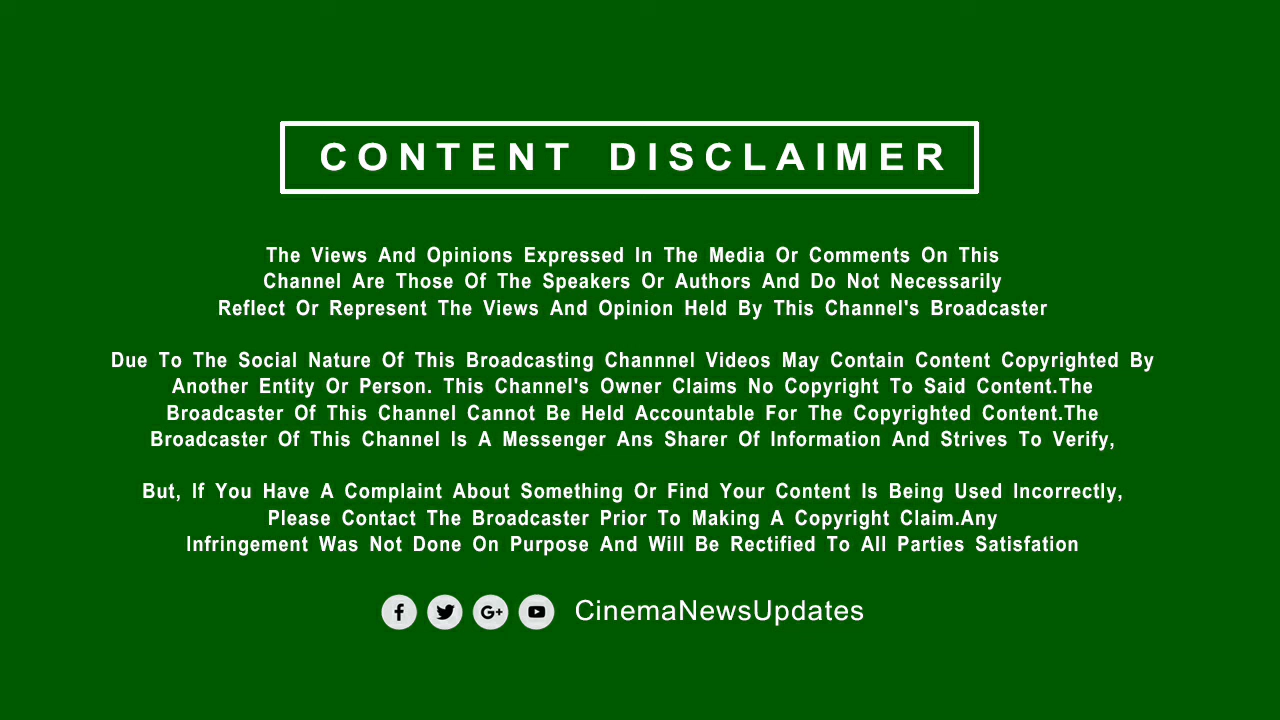 CONTENT DISCLAIMER
The Views And Opinions Expressed In The Media Or Comments On This
Channel Are Those Of The Speakers Or Authors And Do Not Necessarily
Reflect Or Represent The Views And Opinion Held By This Channel's Broadcaster
Due To The Social Nature Of This Broadcasting Channnel Videos May Contain Content Copyrighted By
Another Entity Or Person. This Channel's Owner Claims No Copyright To Said Content.The
Broadcaster Of This Channel Cannot Be Held Accountable For The Copyrighted Content.The
Broadcaster Of This Channel Is A Messenger Ans Sharer Of Information And Strives To Verify,
But, If You Have A Complaint About Something Or Find Your Content Is Being Used Incorrectly,
Please Contact The Broadcaster Prior To Making A Copyright Claim.Any
Infringement Was Not Done On Purpose And Will Be Rectified To All Parties Satisfation
f G+ CinemaNewsUpdates